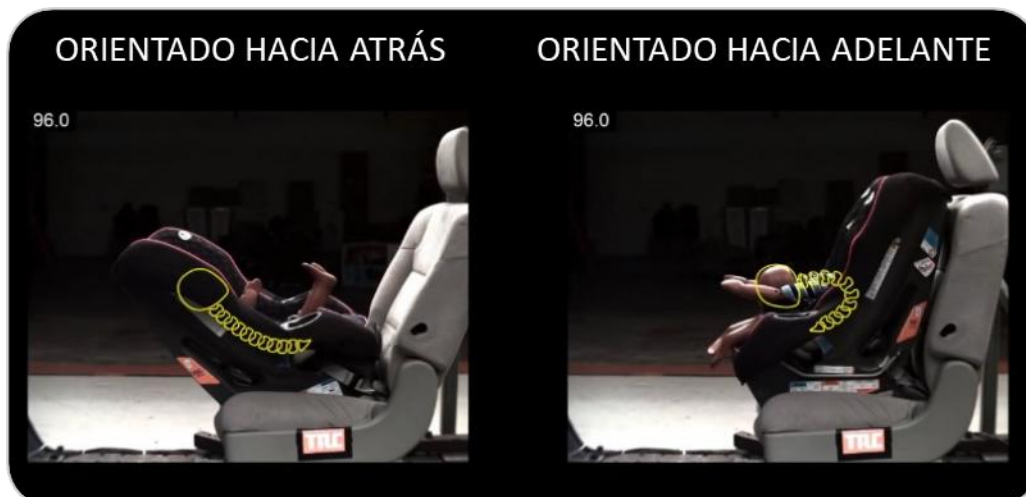 ORIENTADO HACIA ATRÁS
ORIENTADO HACIA ADELANTE
96.0
96.0
TRC
TRC